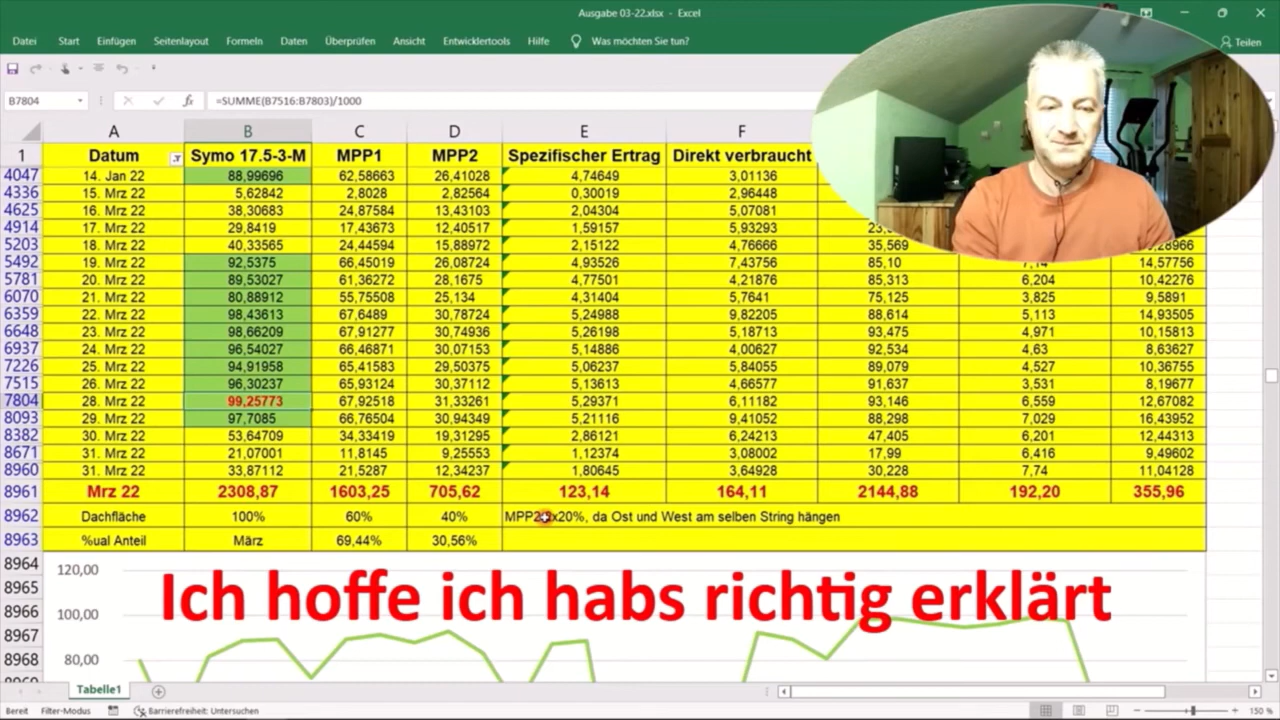 Ausgabe 03-22.xlsx - Excel
Datei Start Einfügen Seitenlayout Formeln Daten Überprüfen Ansicht Entwicklertools Hilfe Was möchten Sie tun? Teilen
B7804 fx =SUMME(B7516:B7803)/1000
A B C D E F
1 Datum Symo 17.5-3-M MPP1 MPP2 Spezifischer Ertrag Direkt verbraucht
4047 14. Jan 22 88,99696 62,58663 26,41028 4,74649 3,01136
4336 15. Mrz 22 5,62842 2,8028 2,82564 0,30019 2,96448
4625 16. Mrz 22 38,30683 24,87584 13,43103 2,04304 5,07081
4914 17. Mrz 22 29,8419 17,43673 12,40517 1,59157 5,93293
5203 18. Mrz 22 40,33565 24,44594 15,88972 2,15122 4,76666 35,569
5492 19. Mrz 22 92,5375 66,45019 26,08724 4,93526 7,43756 85,10 7,14 14,57756
5781 20. Mrz 22 89,53027 61,36272 28,1675 4,77501 4,21876 85,313 6,204 10,42276
6070 21. Mrz 22 80,88912 55,75508 25,134 4,31404 5,7641 75,125 3,825 9,5891
6359 22. Mrz 22 98,43613 67,6489 30,78724 5,24988 9,82205 88,614 5,113 14,93505
6648 23. Mrz 22 98,66209 67,91277 30,74936 5,26198 5,18713 93,475 4,971 10,15813
6937 24. Mrz 22 96,54027 66,46871 30,07153 5,14886 4,00627 92,534 4,63 8,63627
7226 25. Mrz 22 94,91958 65,41583 29,50375 5,06237 5,84055 89,079 4,527 10,36755
7515 26. Mrz 22 96,30237 65,93124 30,37112 5,13613 4,66577 91,637 3,531 8,19677
7804 28. Mrz 22 99,25773 67,92518 31,33261 5,29371 6,11182 93,146 6,559 12,67082
8093 29. Mrz 22 97,7085 66,76504 30,94349 5,21116 9,41052 88,298 7,029 16,43952
8382 30. Mrz 22 53,64709 34,33419 19,31295 2,86121 6,24213 47,405 6,201 12,44313
8671 31. Mrz 22 21,07001 11,8145 9,25553 1,12374 3,08002 17,99 6,416 9,49602
8960 31. Mrz 22 33,87112 21,5287 12,34237 1,80645 3,64928 30,228 7,74 11,04128
8961 Mrz 22 2308,87 1603,25 705,62 123,14 164,11 2144,88 192,20 355,96
8962 Dachfläche 100% 60% 40% MPP2 x20%, da Ost und West am selben String hängen
8963 %ual Anteil März 69,44% 30,56%
8964 120,00
8965
Ich hoffe ich habs richtig erklärt
8966 100,00
8967
8968 80,00
Tabelle1
Bereit Filter-Modus Barrierefreiheit: Untersuchen 150 %